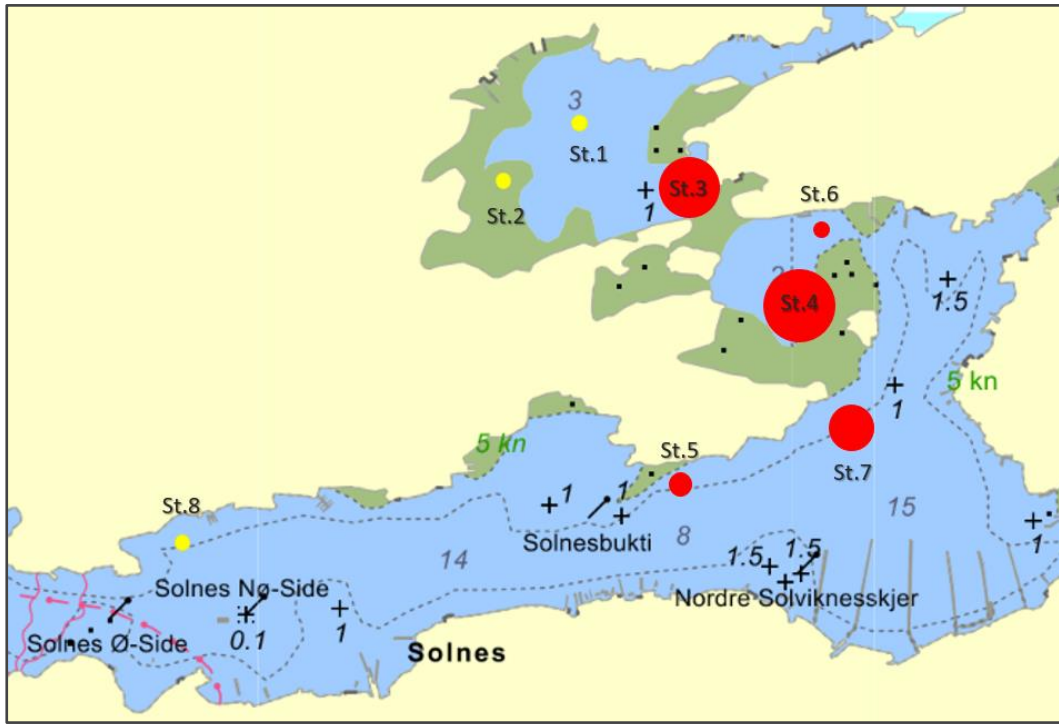 3
St.1
St.2
St.3
1
St.6
St.4
1.5
5 kn
1
5 kn
St.5
St.7
St.8
1
1
Solnesbukti
14
8
15
1
1.5
1.5
Solnes Nø-Side
Nordre Solviknesskjer
Solnes Ø-Side
0.1
1
Solnes